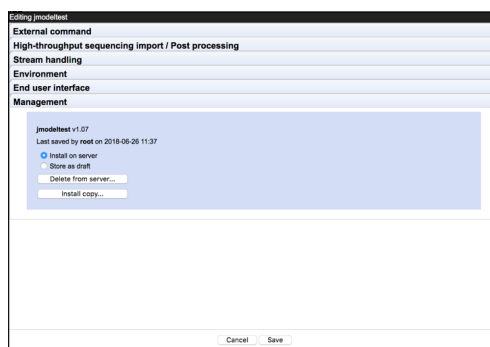 Editing jmodeltest
External command
High-throughput sequencing import / Post processing
Stream handling
Environment
End user interface
Management
jmodeltest v1.07
Last saved by root on 2018-06-26 11:37
Install on server
Store as draft
Delete from server...
Install copy...
Cancel Save